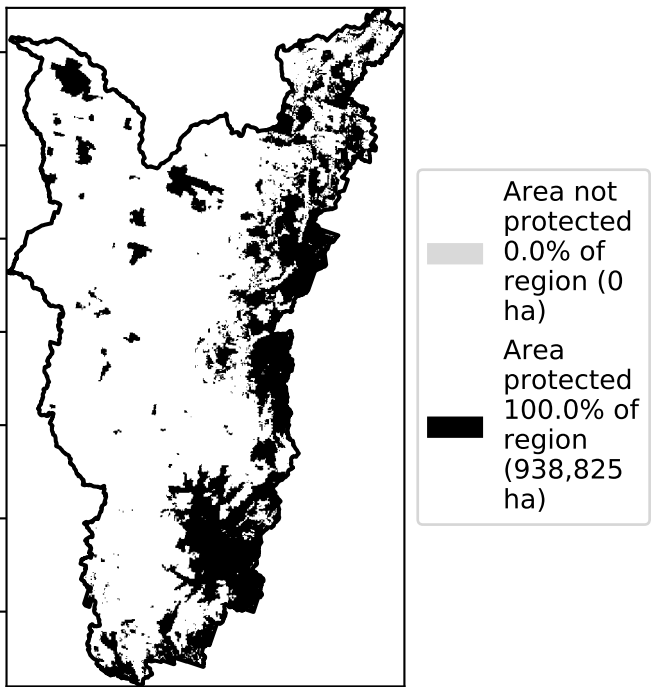 Area not
protected
0.0% of
region (0
ha)
Area
protected
100.0% of
region
(938,825
ha)